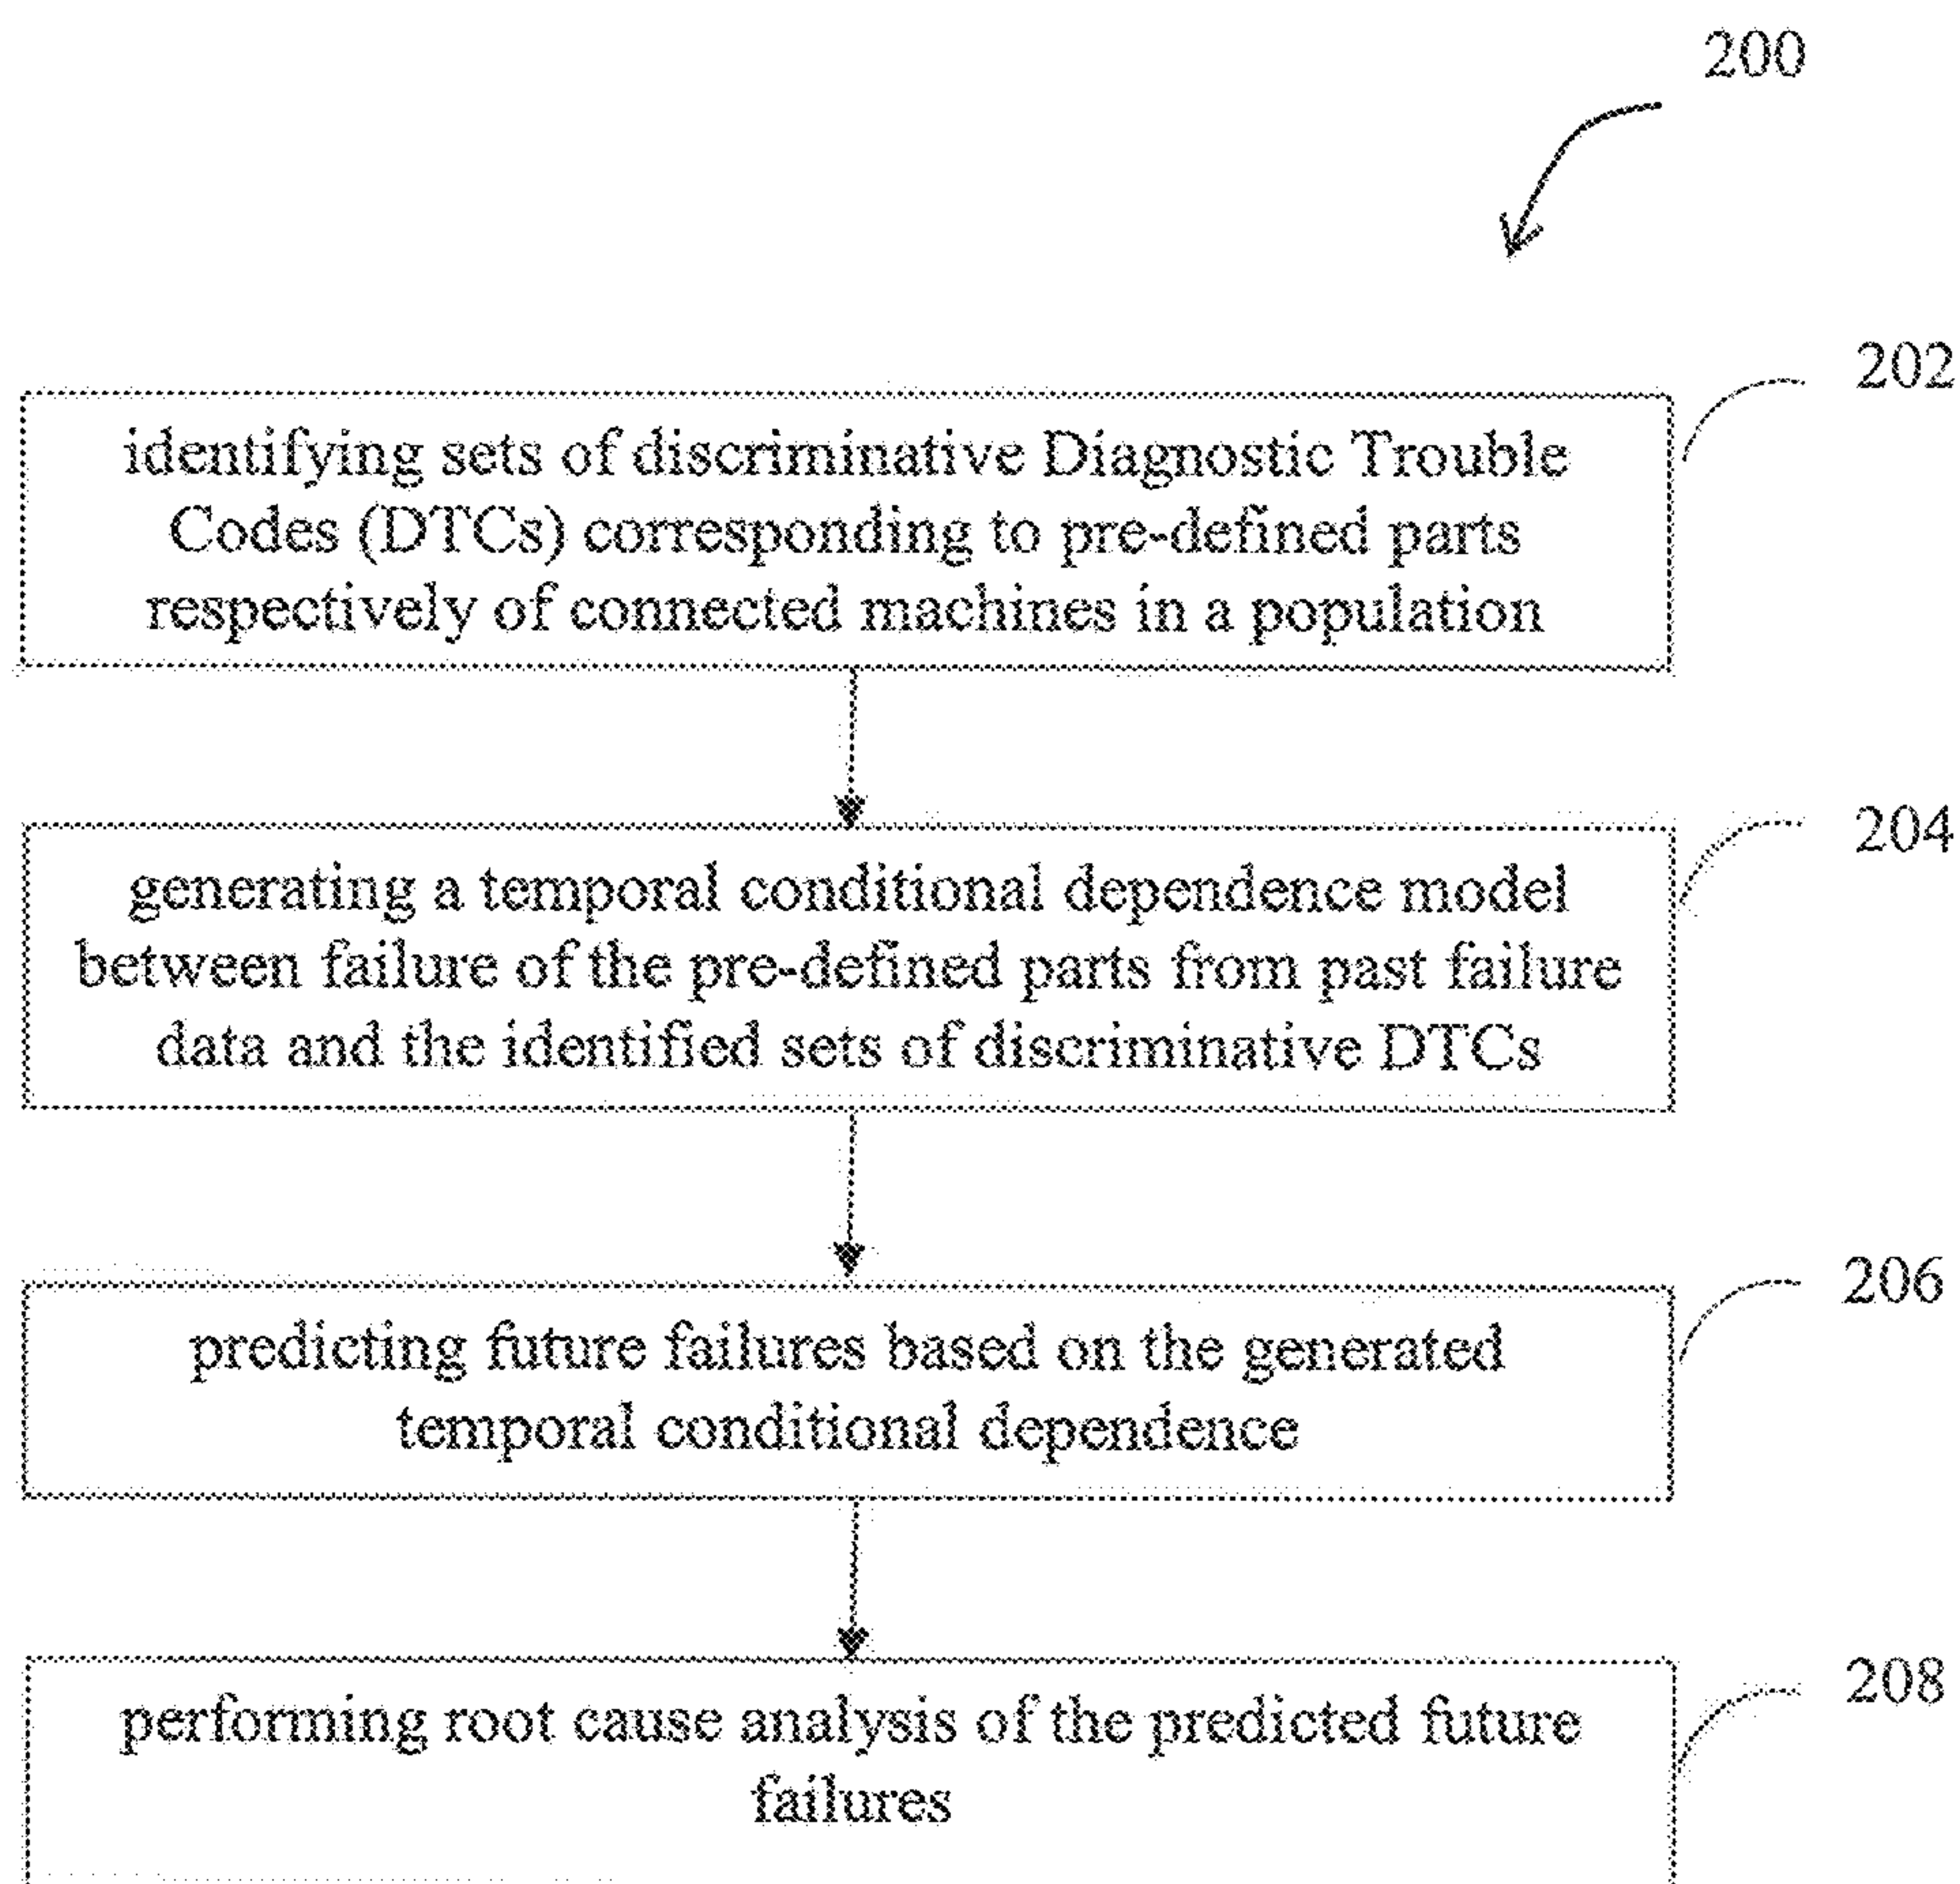 200
202
identifying sets of discriminative Diagnostic Trouble
Codes (DTCs) corresponding to pre-defined parts
respectively of connected machines in a population
204
generating a temporal conditional dependence model
between failure of the pre-defined parts from past failure
data and the identified sets of discriminative DTCs
206
predicting future failures based on the generated
temporal conditional dependence
208
performing root cause analysis of the predicted future
failures